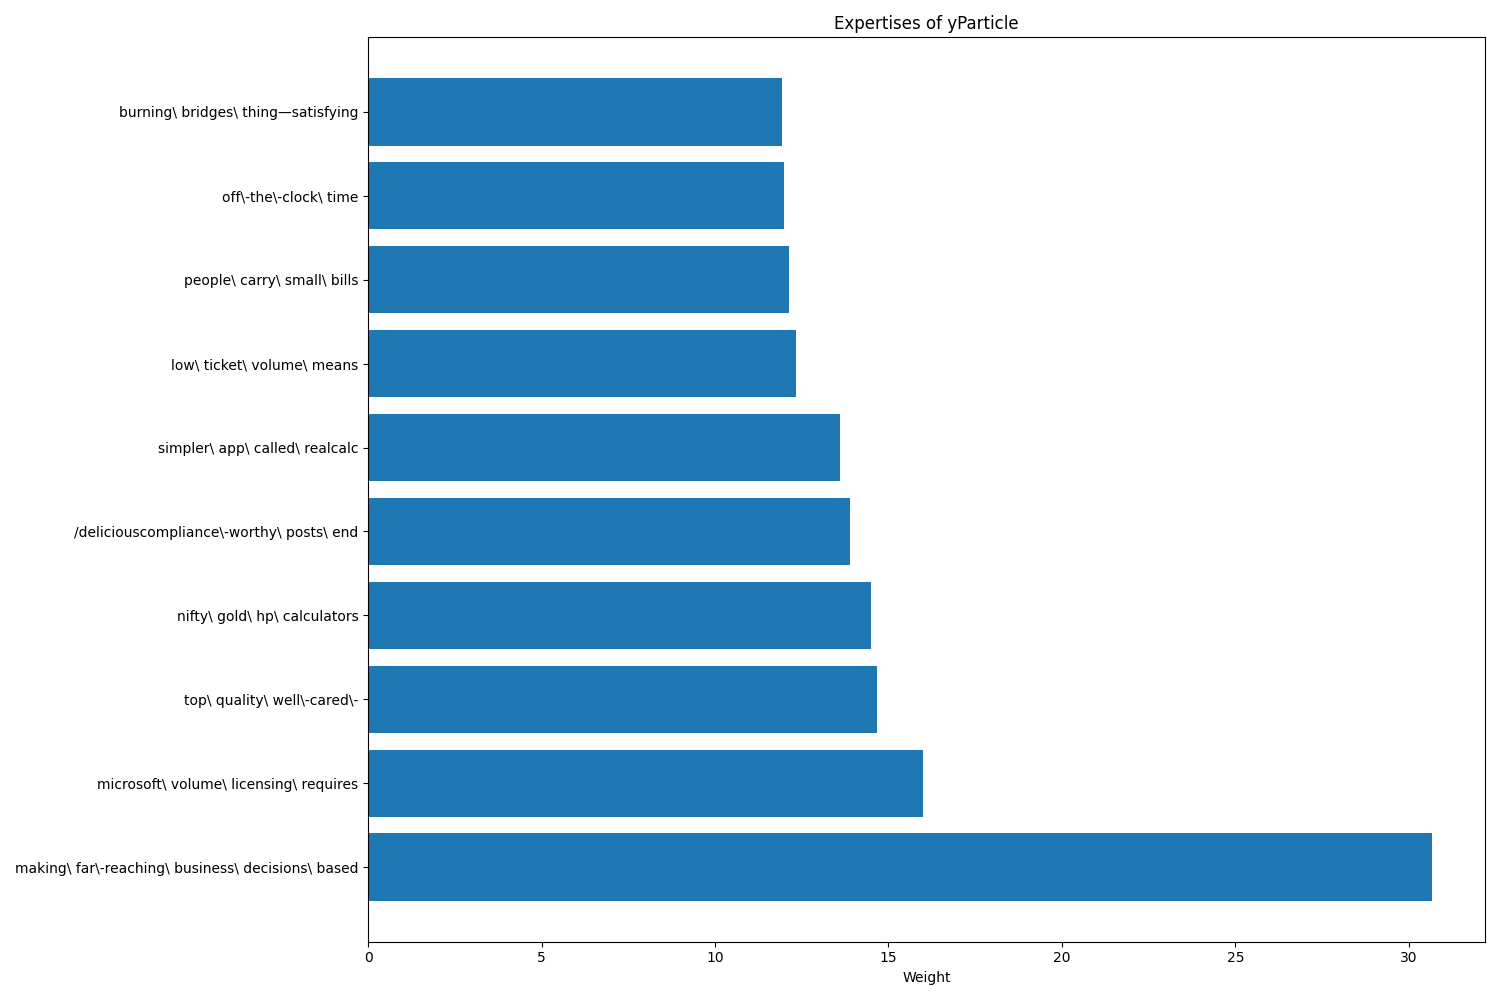 Expertises of yParticle
burning\ bridges\ thing—satisfying
off\-the\-clock\ time
people\ carry\ small\ bills
low\ ticket\ volume\ means
simpler\ app\ called\ realcalc
/deliciouscompliance\-worthy\ posts\ end
nifty\ gold\ hp\ calculators
top\ quality\ well\-cared\-
microsoft\ volume\ licensing\ requires
making\ far\-reaching\ business\ decisions\ based
0 5 10 15 20 25 30
Weight